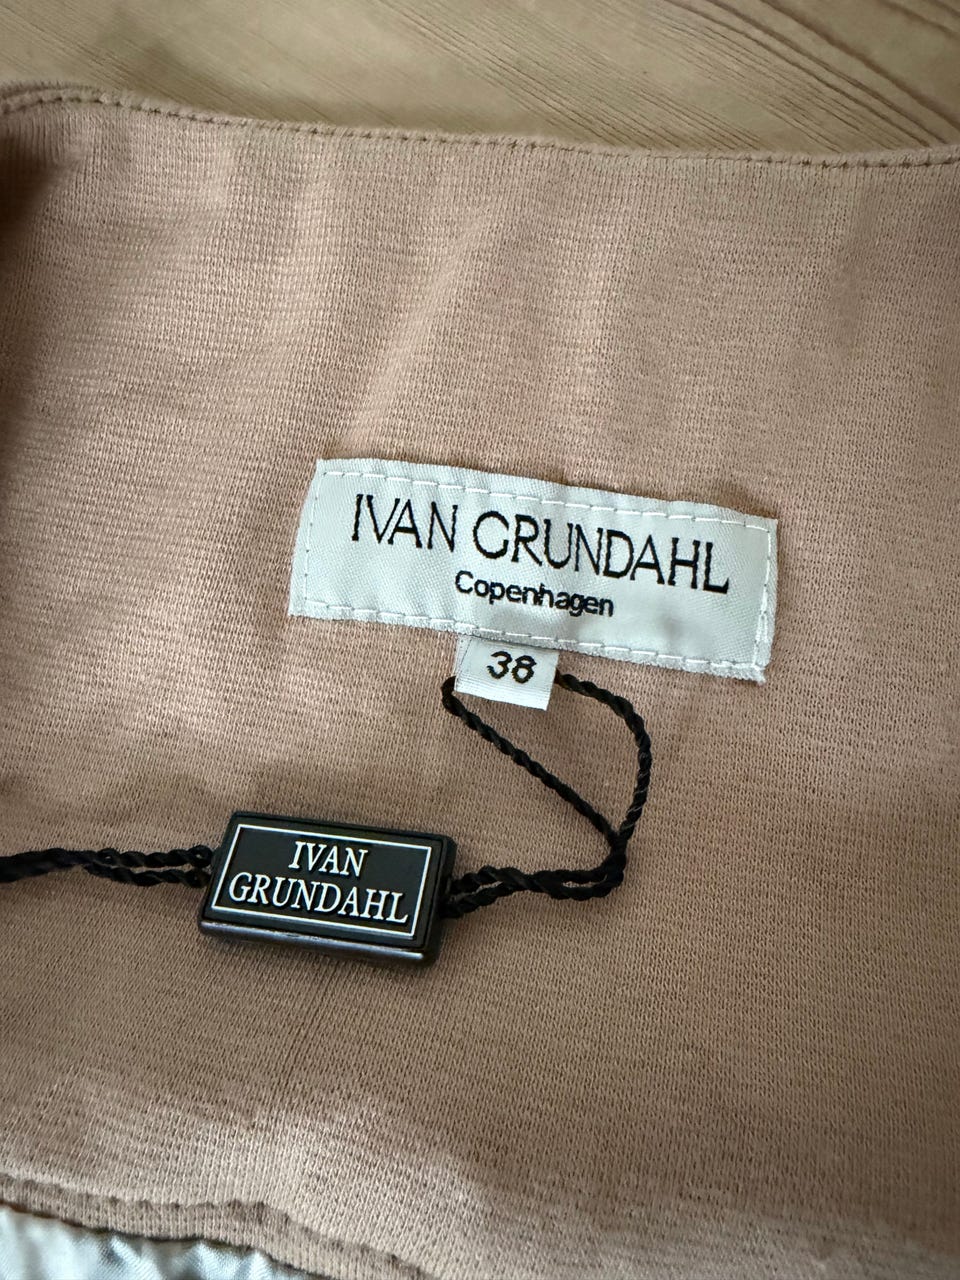 IVAN GRUNDAHL
Copenhagen
38
IVAN
GRUNDAHL